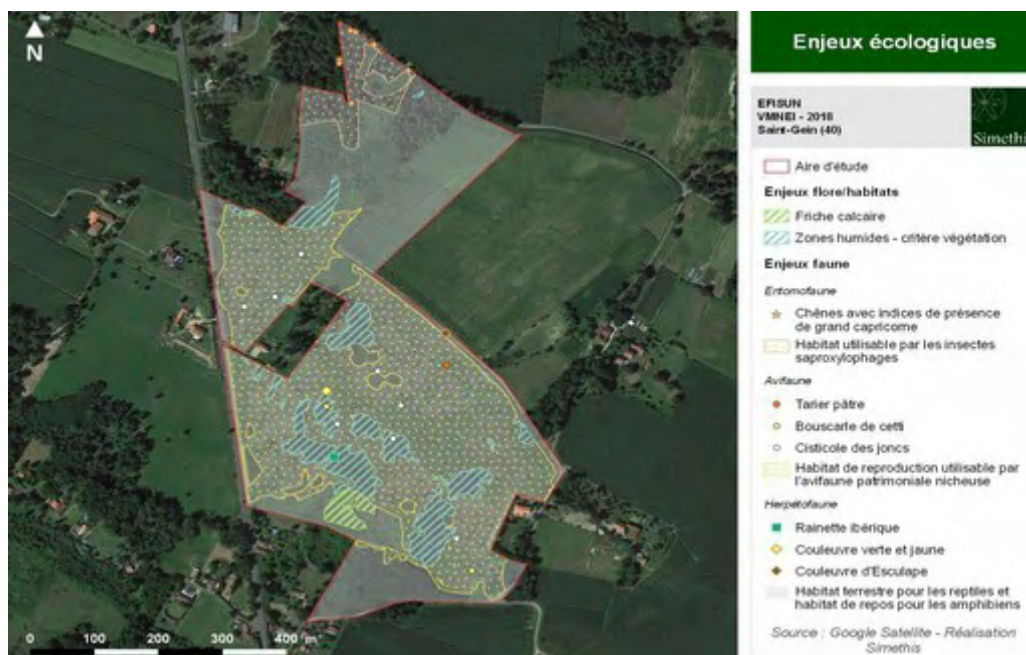 N
Enjeux écologiques
EFISUN
VMNEI - 2018
Saint-Gein (40)
Simethis
Aire d'étude
Enjeux flore/habitats
Friche calcaire
Zones humides - critère végétation
Enjeux faune
Entomofaune
Chênes avec indices de présence
de grand capricorne
Habitat utilisable par les insectes
saproxylophages
Avifaune
Tarier pâtre
Bouscarle de cetti
Cisticole des joncs
Habitat de reproduction utilisable par
l'avifaune patrimoniale nicheuse
Herpétofaune
Rainette ibérique
Couleuvre verte et jaune
Couleuvre d'Esculape
Habitat terrestre pour les reptiles et
habitat de repos pour les amphibiens
Source : Google Satellite - Réalisation
Simethis
0 100 200 300 400 m